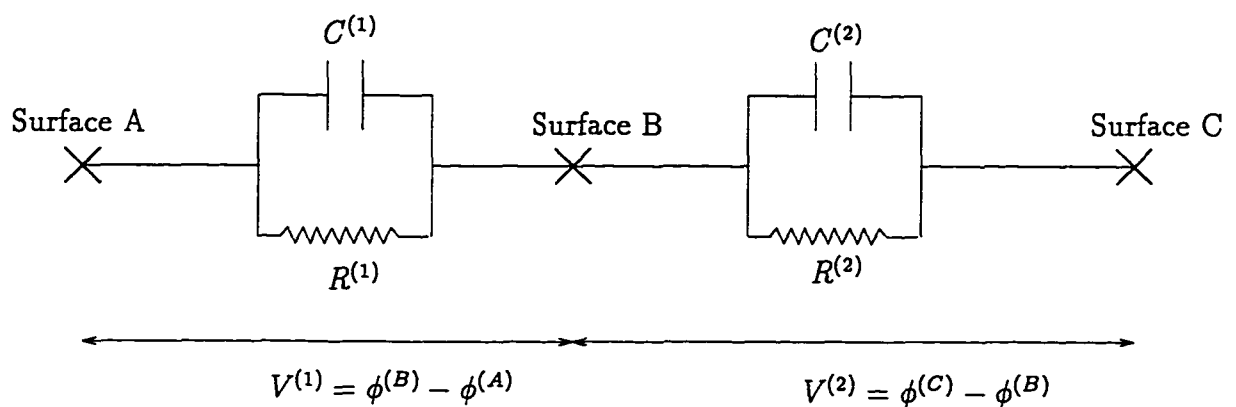 C^{(1)}
C^{(2)}
Surface A
Surface B
Surface C
R^{(1)}
R^{(2)}
V^{(1)} = ϕ^{(B)} − ϕ^{(A)}
V^{(2)} = ϕ^{(C)} − ϕ^{(B)}